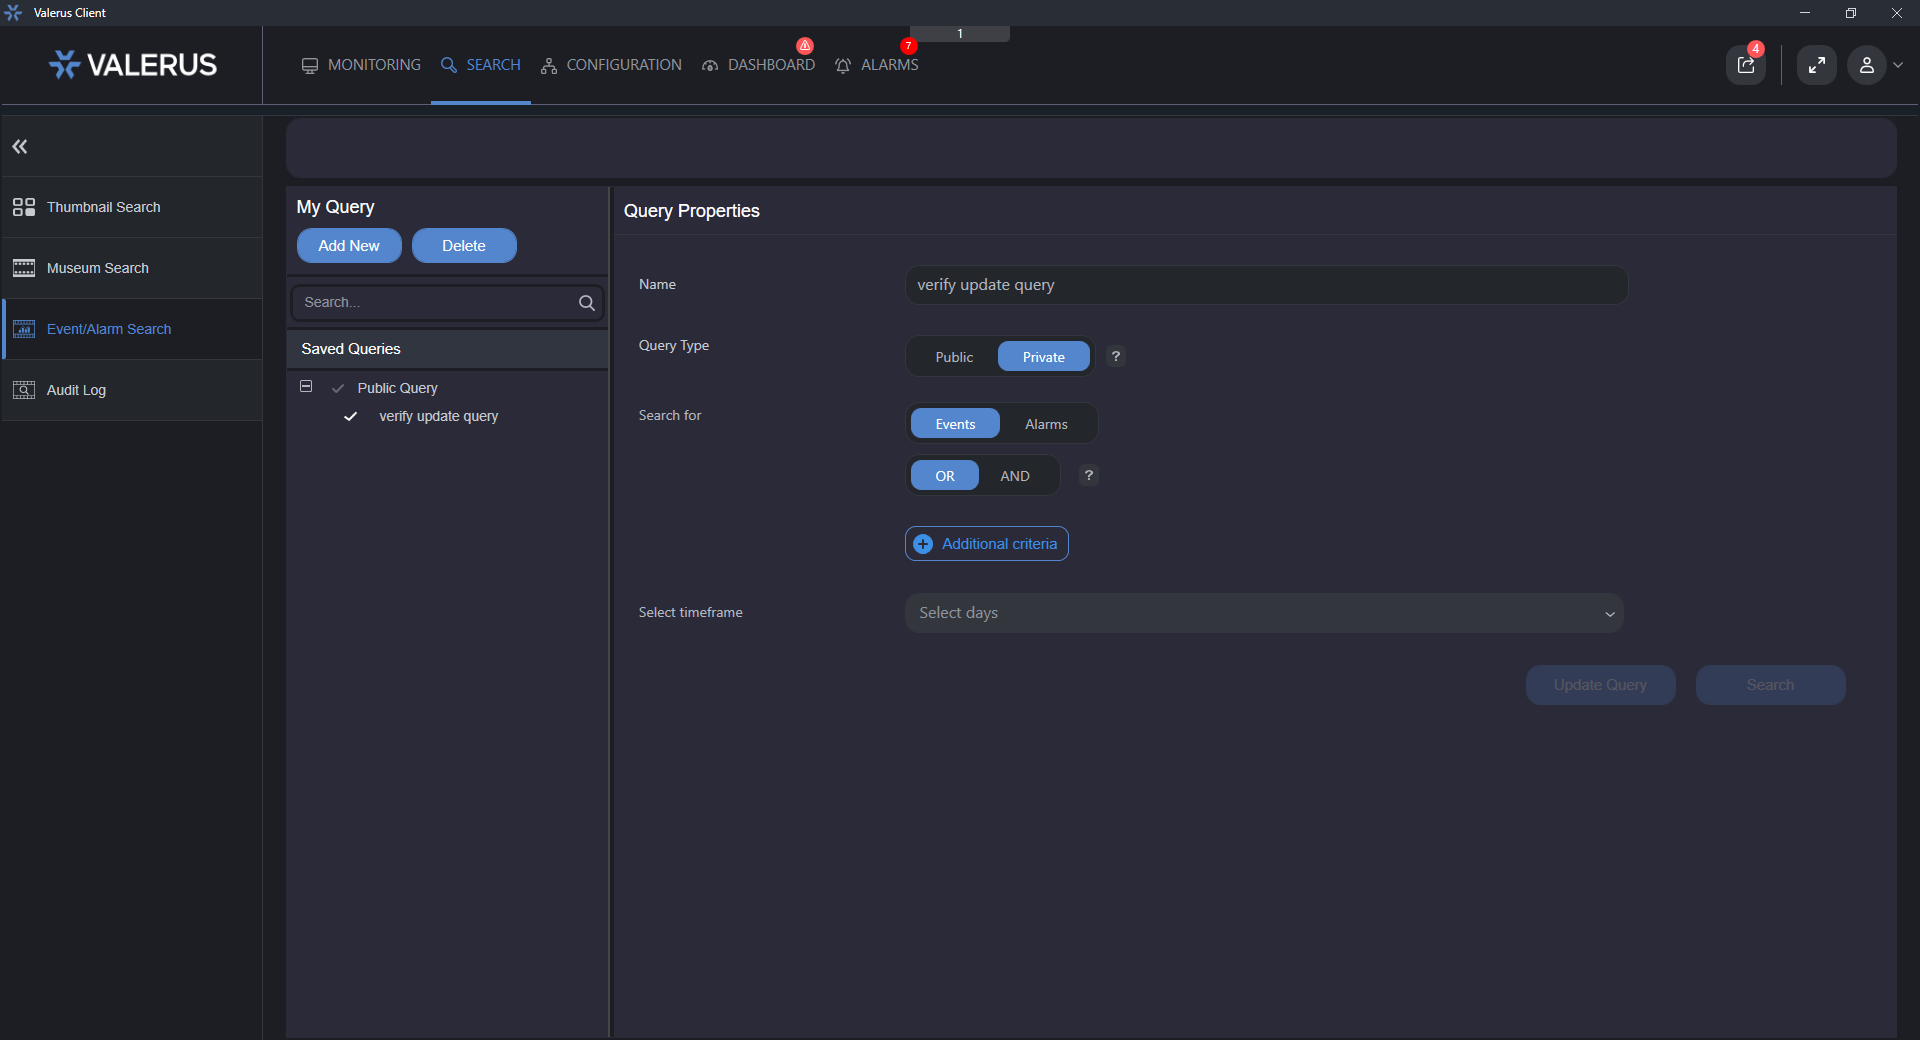 Valerus Client
1
VALERUS
MONITORING
SEARCH
CONFIGURATION
DASHBOARD
7
ALARMS
4
Thumbnail Search
Museum Search
Event/Alarm Search
Audit Log
My Query
Add New
Delete
Search...
Saved Queries
Public Query
verify update query
Query Properties
Name
verify update query
Query Type
Public
Private
?
Search for
Events
Alarms
OR
AND
?
Additional criteria
Select timeframe
Select days
Update Query
Search